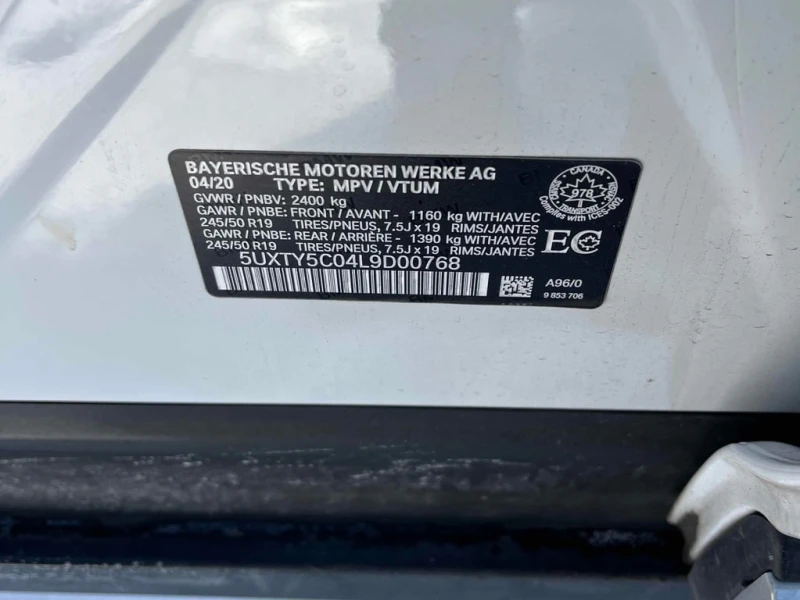 BAYERISCHE MOTOREN WERKE AG
04/20 TYPE: MPV / VTUM
GVWR / PNBV: 2400 kg
GAWR / PNBE: FRONT / AVANT - 1160 kg WITH/AVEC
245/50 R19 TIRES/PNEUS, 7.5J x 19 RIMS/JANTES
GAWR / PNBE: REAR / ARRIÈRE - 1390 kg WITH/AVEC
245/50 R19 TIRES/PNEUS, 7.5J x 19 RIMS/JANTES
5UXTY5C04L9D00768
CANADA
978
TRANSPORT
Complies with ICES-002
EC
A96/0
9 853 706